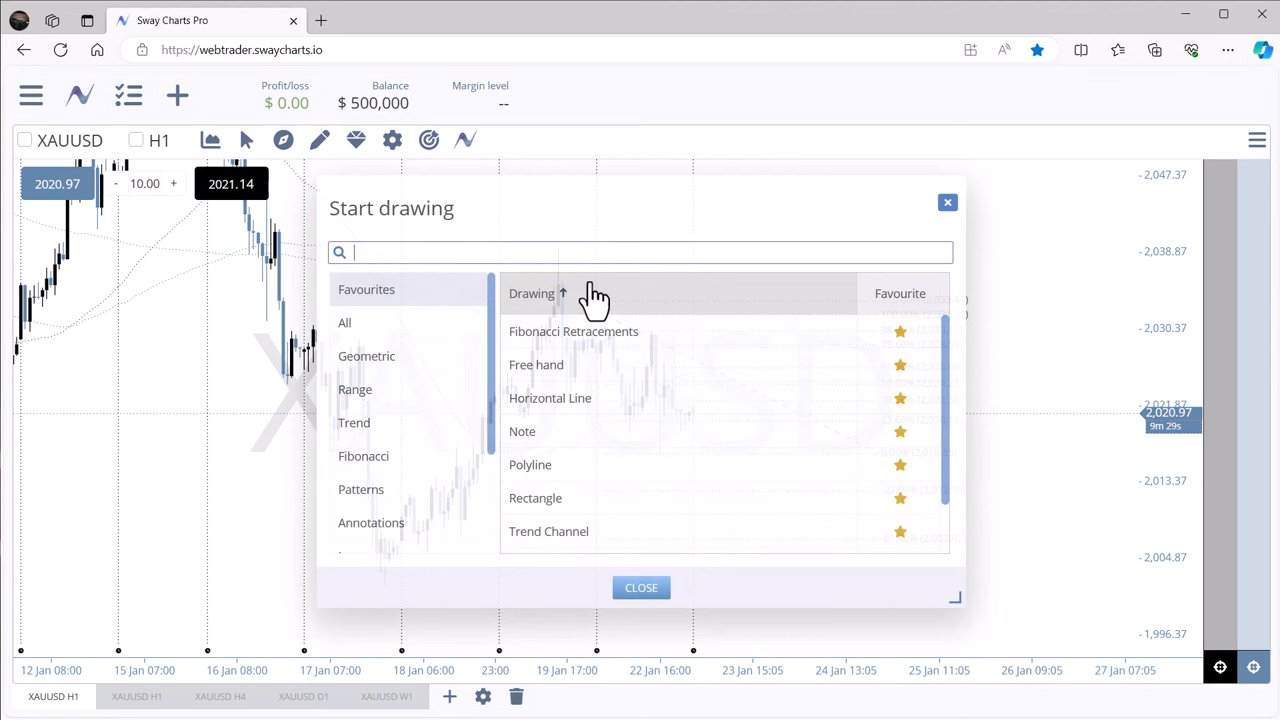 Sway Charts Pro
https://webtrader.swaycharts.io
Profit/loss
$ 0.00
Balance
$ 500,000
Margin level
--
XAUUSD
H1
2020.97
- 10.00 +
2021.14
Start drawing
Favourites
All
Geometric
Range
Trend
Fibonacci
Patterns
Annotations
Drawing ↑
Favourite
Fibonacci Retracements
Free hand
Horizontal Line
Note
Polyline
Rectangle
Trend Channel
CLOSE
XAUUSD
2,047.37
2,038.87
2,030.37
2,021.87
2,020.97
9m 29s
2,013.37
2,004.87
1,996.37
12 Jan 08:00
15 Jan 07:00
16 Jan 08:00
17 Jan 07:00
18 Jan 06:00
23:00
19 Jan 17:00
22 Jan 16:00
23 Jan 15:05
24 Jan 13:05
25 Jan 11:05
26 Jan 09:05
27 Jan 07:05
XAUUSD H1
XAUUSD H1
XAUUSD H4
XAUUSD D1
XAUUSD W1